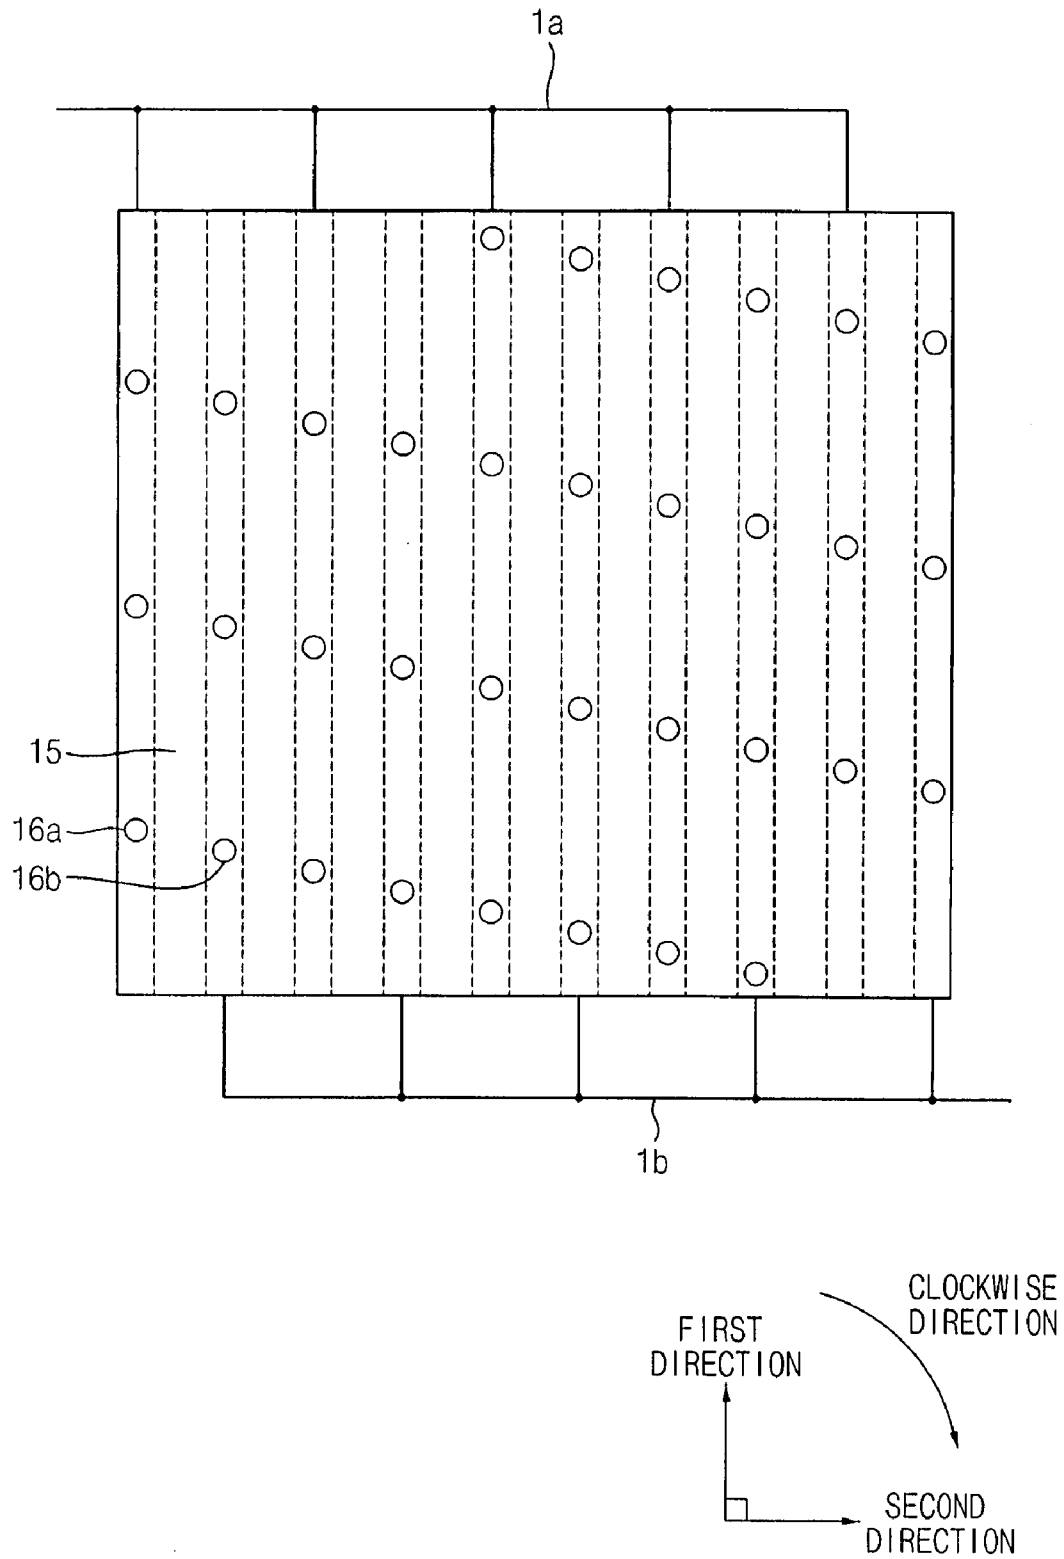 1a
15
16a
16b
1b
CLOCKWISE
DIRECTION
FIRST
DIRECTION
SECOND
DIRECTION